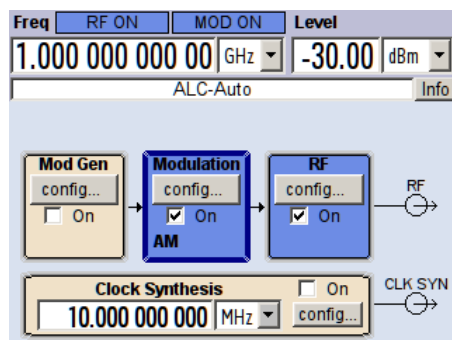 Freq RF ON MOD ON Level
1.000 000 000 00 GHz -30.00 dBm
ALC-Auto Info
Mod Gen Modulation RF
config... config... config... RF
On On On
AM
Clock Synthesis On CLK SYN
10.000 000 000 MHz config...